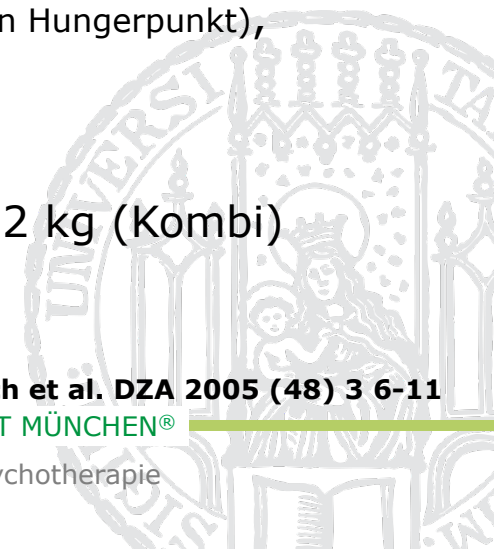 n Hungerpunkt),
2 kg (Kombi)
h et al. DZA 2005 (48) 3 6-11
T MÜNCHEN®
ychotherapie